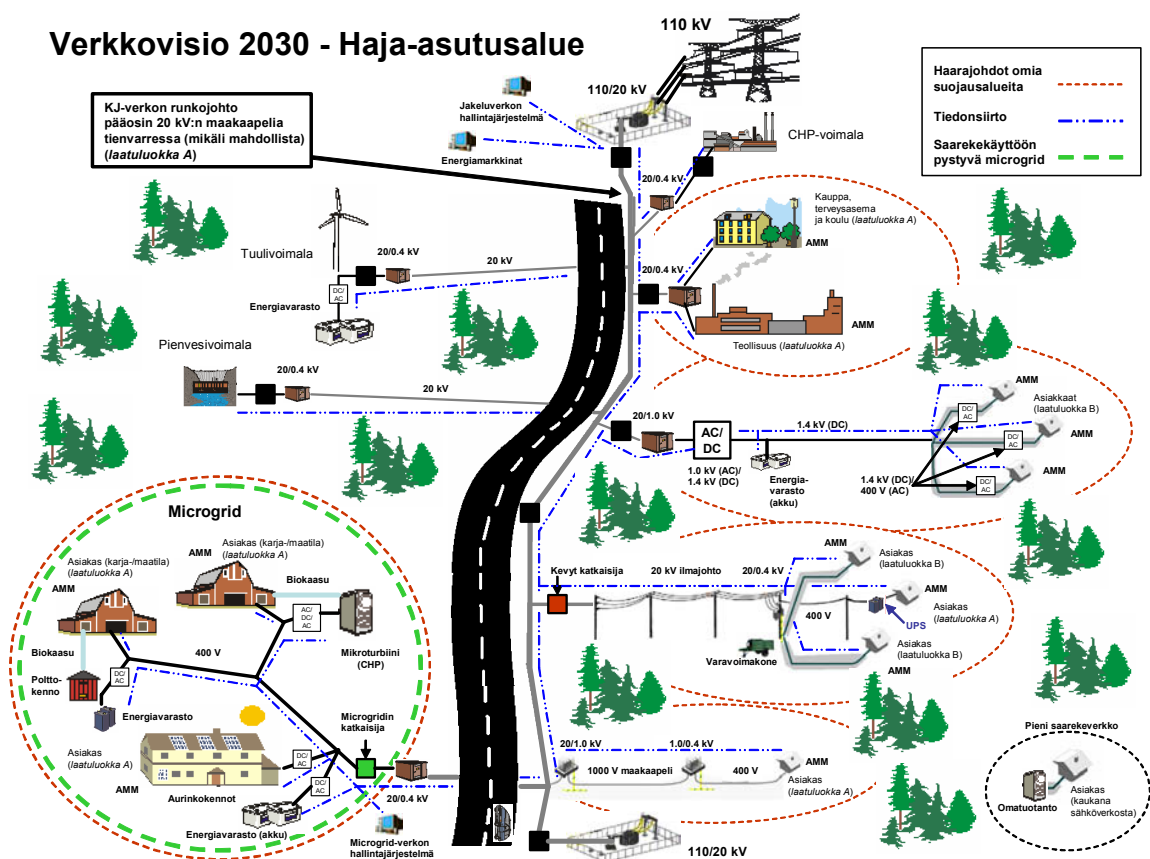 Verkkovisio 2030 - Haja-asutusalue
110 kV
110/20 kV
Jakeluverkon
hallintajärjestelmä
Energiamarkkinat
CHP-voimala
20/0.4 kV
Haarajohdot omia
suojausalueita
Tiedonsiirto
Saarekekäyttöön
pystyvä microgrid
KJ-verkon runkojohto
pääosin 20 kV:n maakaapelia
tienvarressa (mikäli mahdollista)
(laatuluokka A)
Kauppa,
terveysasema
ja koulu (laatuluokka A)
AMM
20/0.4 kV
AMM
Teollisuus (laatuluokka A)
Tuulivoimala
20/0.4 kV
20 kV
DC/
AC
Energiavarasto
Pienvesivoimala
20/0.4 kV
20 kV
20/1.0 kV
AC/
DC
1.0 kV (AC)/
1.4 kV (DC)
1.4 kV (DC)
Energia-
varasto
(akku)
AMM
Asiakkaat
(laatuluokka B)
DC/
AC
DC/
AC
AMM
AMM
DC/
AC
1.4 kV (DC)/
400 V (AC)
Microgrid
Asiakas (karja-/maatila)
(laatuluokka A)
AMM
Asiakas (karja-/maatila)
(laatuluokka A)
AMM
Biokaasu
AC/
DC/
AC
Mikroturbiini
(CHP)
Biokaasu
400 V
Poltto-
kenno
DC/
AC
Energiavarasto
Asiakas
(laatuluokka A)
AMM
Aurinkokennot
DC/
AC
DC/
AC
Energiavarasto (akku)
Microgridin
katkaisija
20/0.4 kV
Microgrid-verkon
hallintajärjestelmä
Kevyt katkaisija
20 kV ilmajohto
20/0.4 kV
AMM
Asiakas
(laatuluokka B)
400 V
UPS
AMM
Asiakas
(laatuluokka A)
Varavoimakone
Asiakas
(laatuluokka B)
AMM
20/1.0 kV
1000 V maakaapeli
1.0/0.4 kV
400 V
AMM
Asiakas
(laatuluokka A)
110/20 kV
Pieni saarekeverkko
Omatuotanto
Asiakas
(kaukana
sähköverkosta)